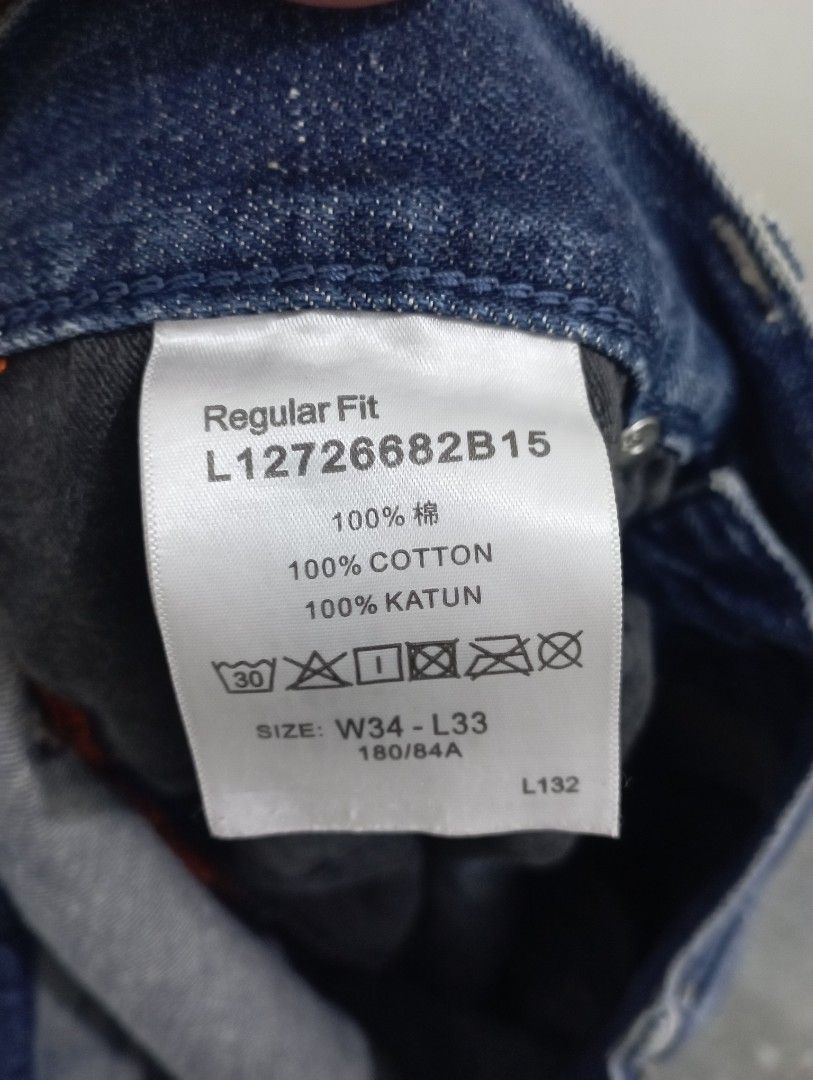 Regular Fit
L12726682B15
100% 棉
100% COTTON
100% KATUN
30
SIZE: W34 - L33
180/84A
L132